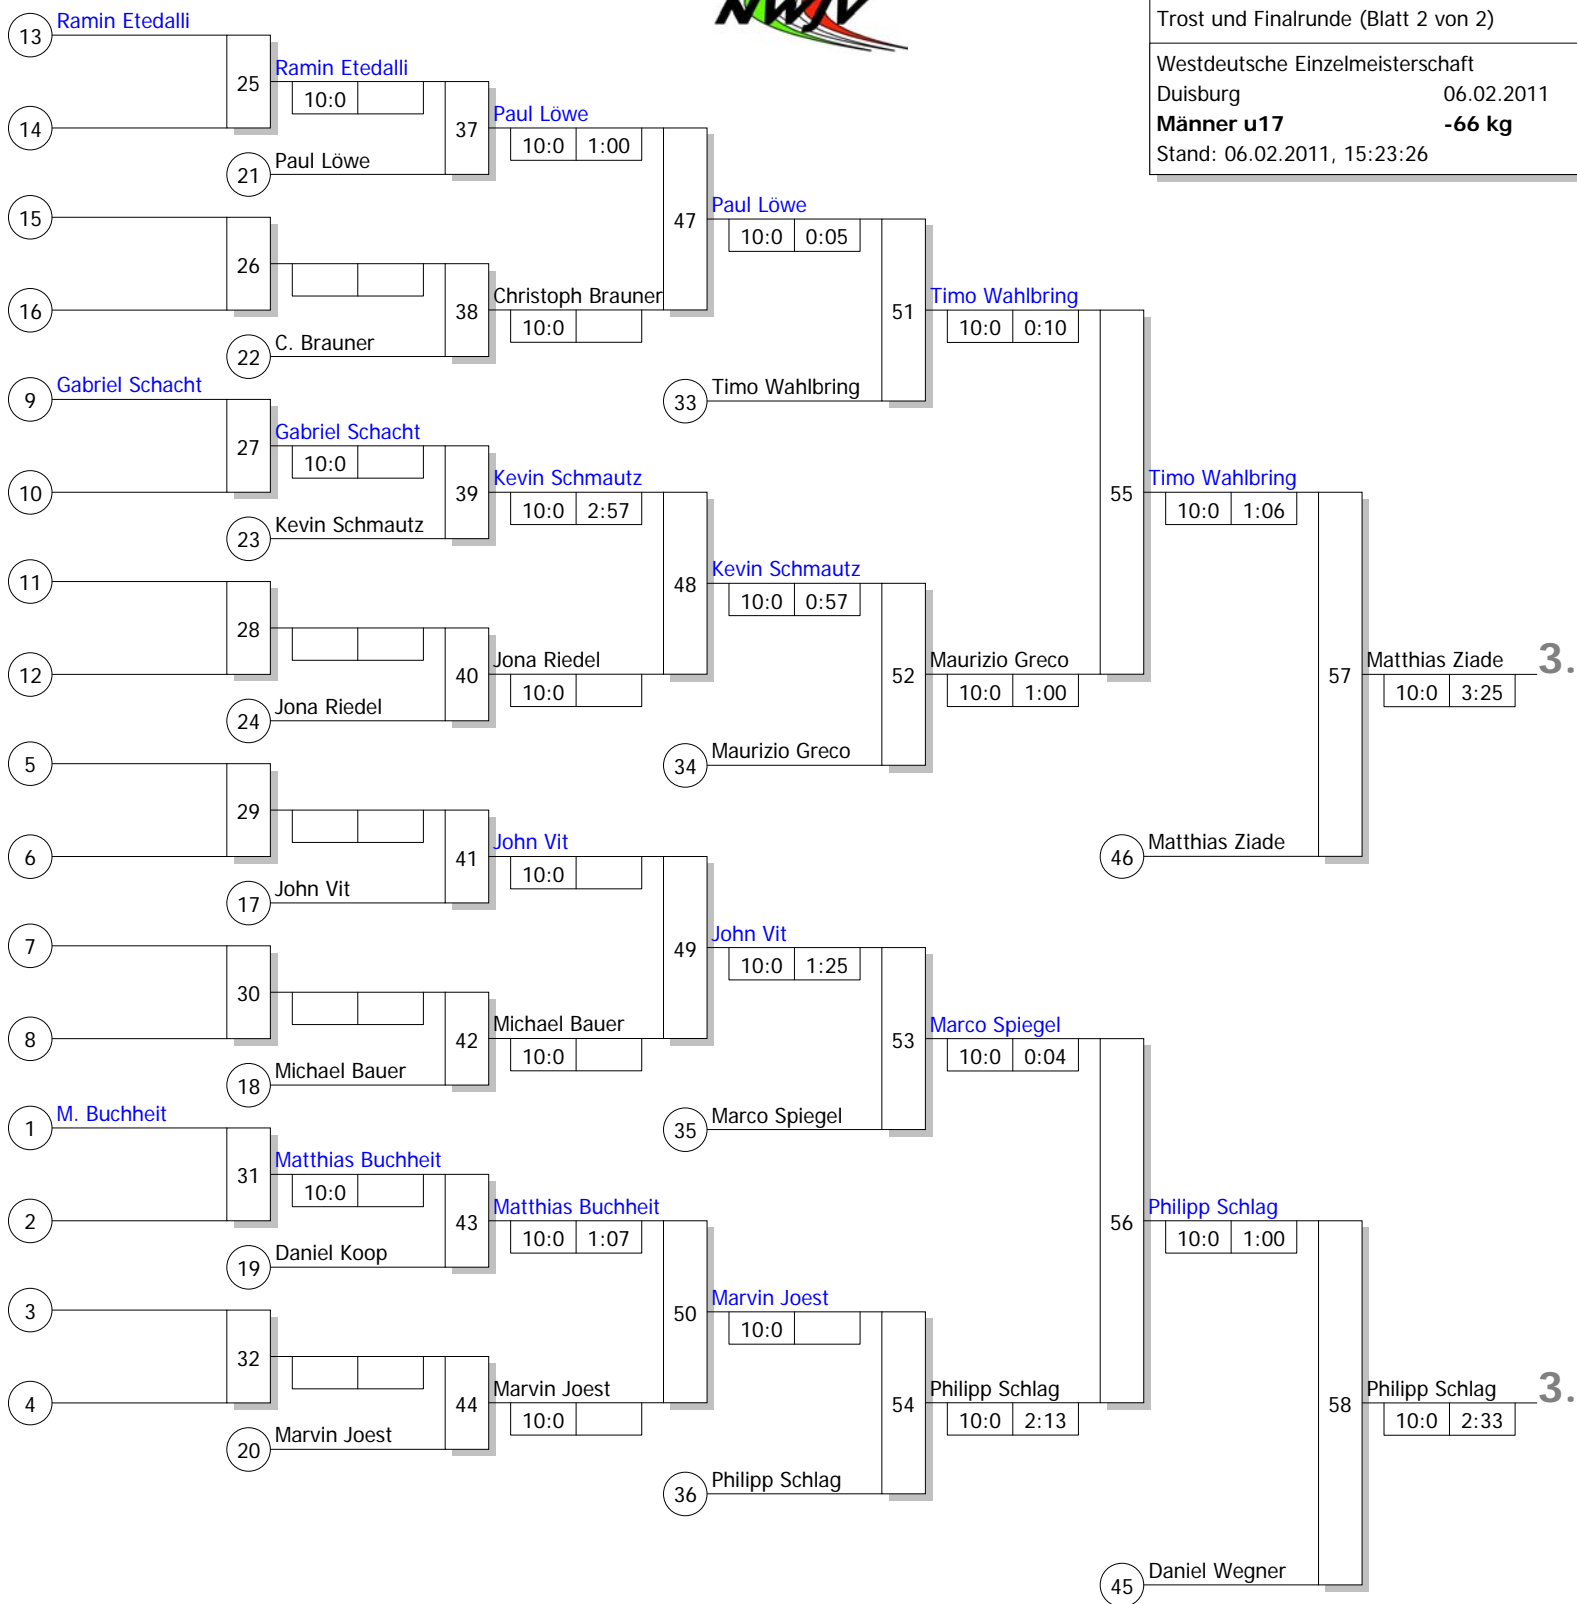 NWJV
Trost und Finalrunde (Blatt 2 von 2)
Westdeutsche Einzelmeisterschaft
Duisburg 06.02.2011
Männer u17 -66 kg
Stand: 06.02.2011, 15:23:26
13 Ramin Etedalli
25 Ramin Etedalli
10:0
14
37 Paul Löwe
10:0 1:00
21 Paul Löwe
15
47 Paul Löwe
10:0 0:05
26
16
38 Christoph Brauner
10:0
22 C. Brauner
51 Timo Wahlbring
10:0 0:10
33 Timo Wahlbring
9 Gabriel Schacht
27 Gabriel Schacht
10:0
10
39 Kevin Schmautz
10:0 2:57
23 Kevin Schmautz
55 Timo Wahlbring
10:0 1:06
11
48 Kevin Schmautz
10:0 0:57
28
12
40 Jona Riedel
10:0
24 Jona Riedel
52 Maurizio Greco
10:0 1:00
34 Maurizio Greco
57 Matthias Ziade 3.
10:0 3:25
46 Matthias Ziade
5
29
6
41 John Vit
10:0
17 John Vit
7
49 John Vit
10:0 1:25
30
8
42 Michael Bauer
10:0
18 Michael Bauer
53 Marco Spiegel
10:0 0:04
35 Marco Spiegel
1 M. Buchheit
31 Matthias Buchheit
10:0
2
43 Matthias Buchheit
10:0 1:07
19 Daniel Koop
56 Philipp Schlag
10:0 1:00
3
50 Marvin Joest
10:0
32
4
44 Marvin Joest
10:0
20 Marvin Joest
54 Philipp Schlag
10:0 2:13
36 Philipp Schlag
58 Philipp Schlag 3.
10:0 2:33
45 Daniel Wegner